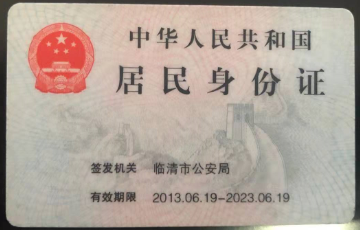 中华人民共和国
居民身份证
签发机关 临清市公安局
有效期限 2013.06.19-2023.06.19